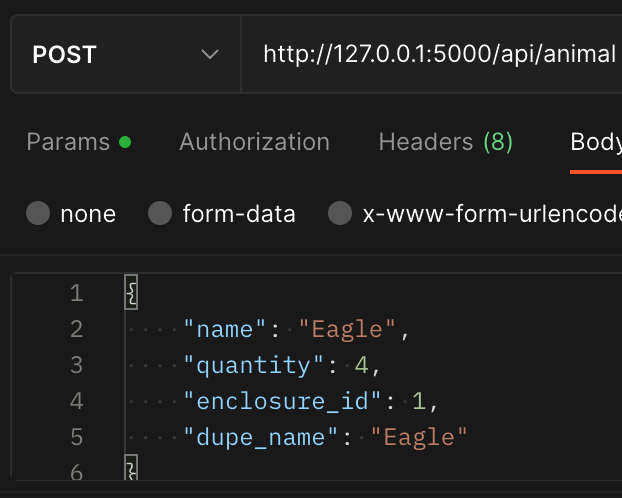 POST http://127.0.0.1:5000/api/animal
Params Authorization Headers (8) Body
none form-data x-www-form-urlencode
1 {
2 "name": "Eagle",
3 "quantity": 4,
4 "enclosure_id": 1,
5 "dupe_name": "Eagle"
6 }